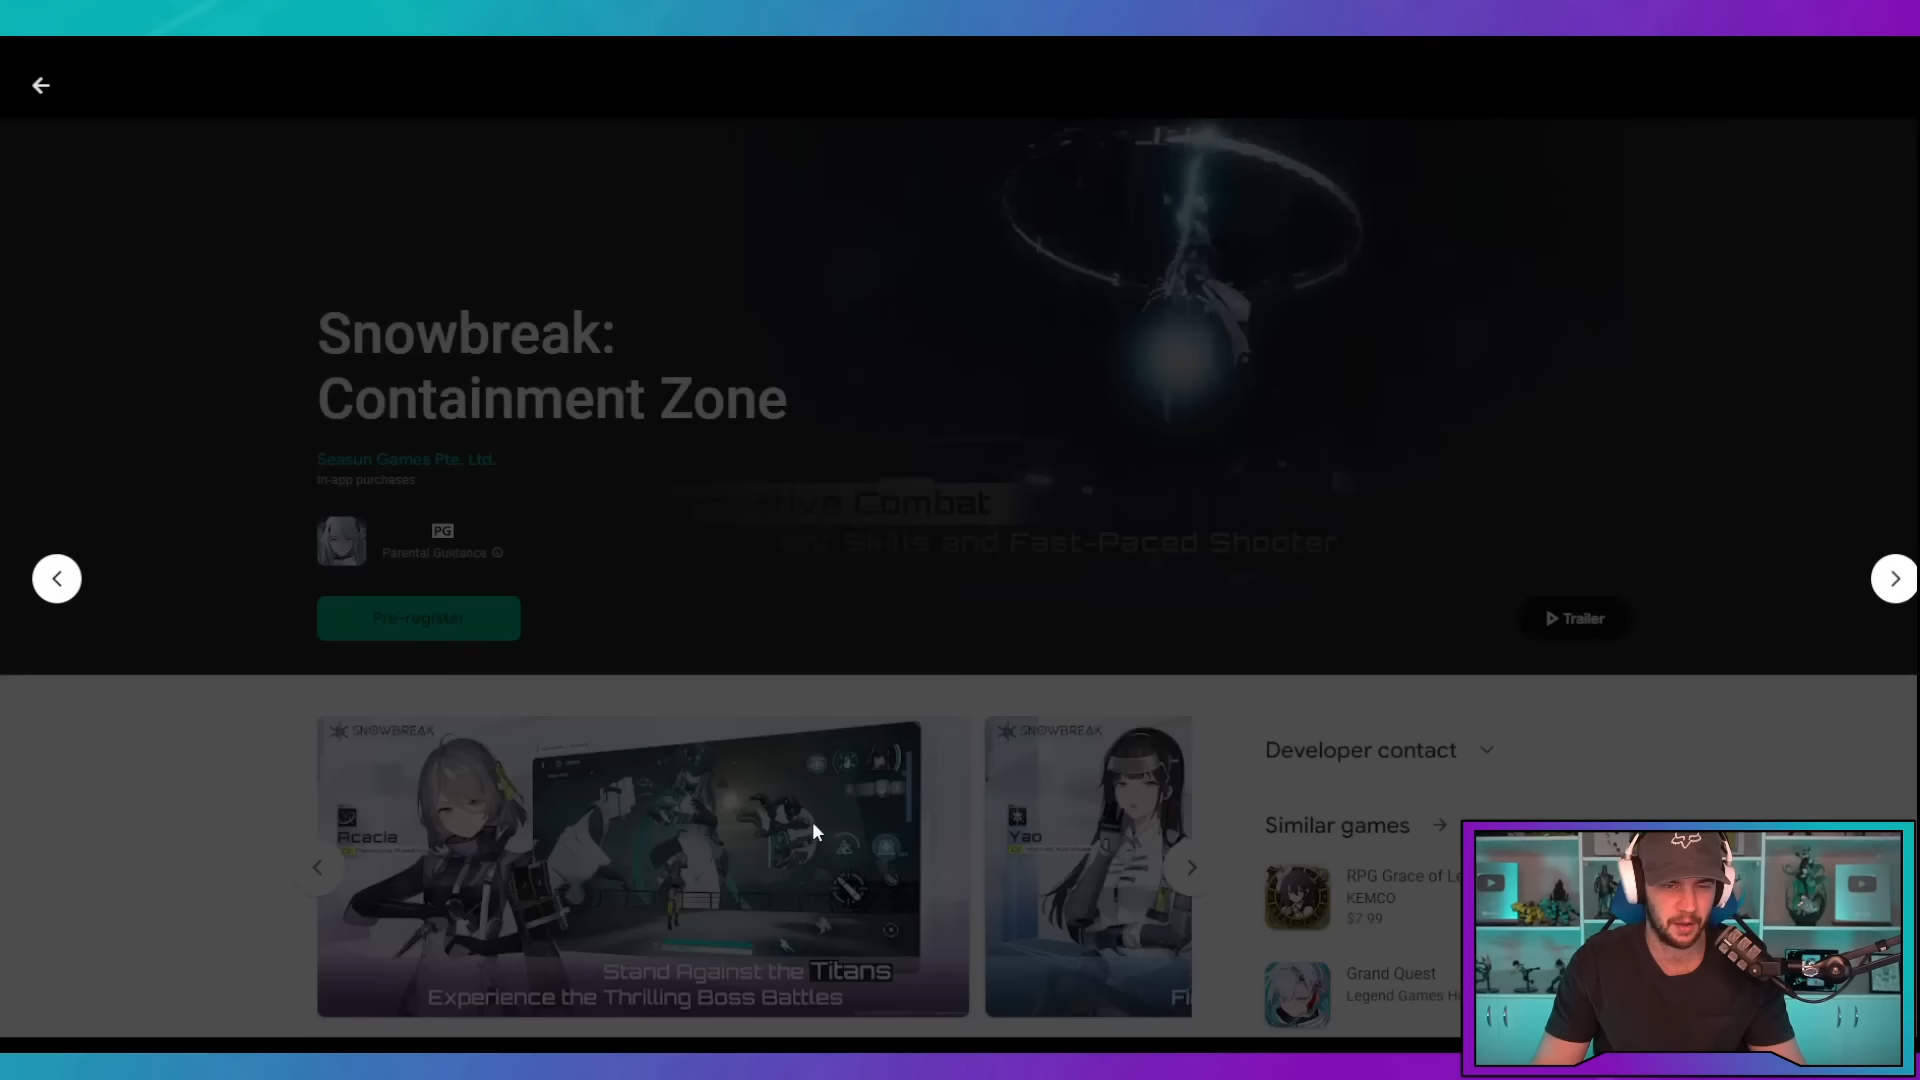 Snowbreak:
Containment Zone
Seasun Games Pte. Ltd.
In-app purchases
PG
Parental Guidance
Pre-register
Combat
Skills and Fast-Paced Shooter
Trailer
SNOWBREAK
Acacia
Stand Against the Titans
Experience the Thrilling Boss Battles
SNOWBREAK
Yao
Developer contact
Similar games
RPG Grace of Le
KEMCO
$7.99
Grand Quest
Legend Games H